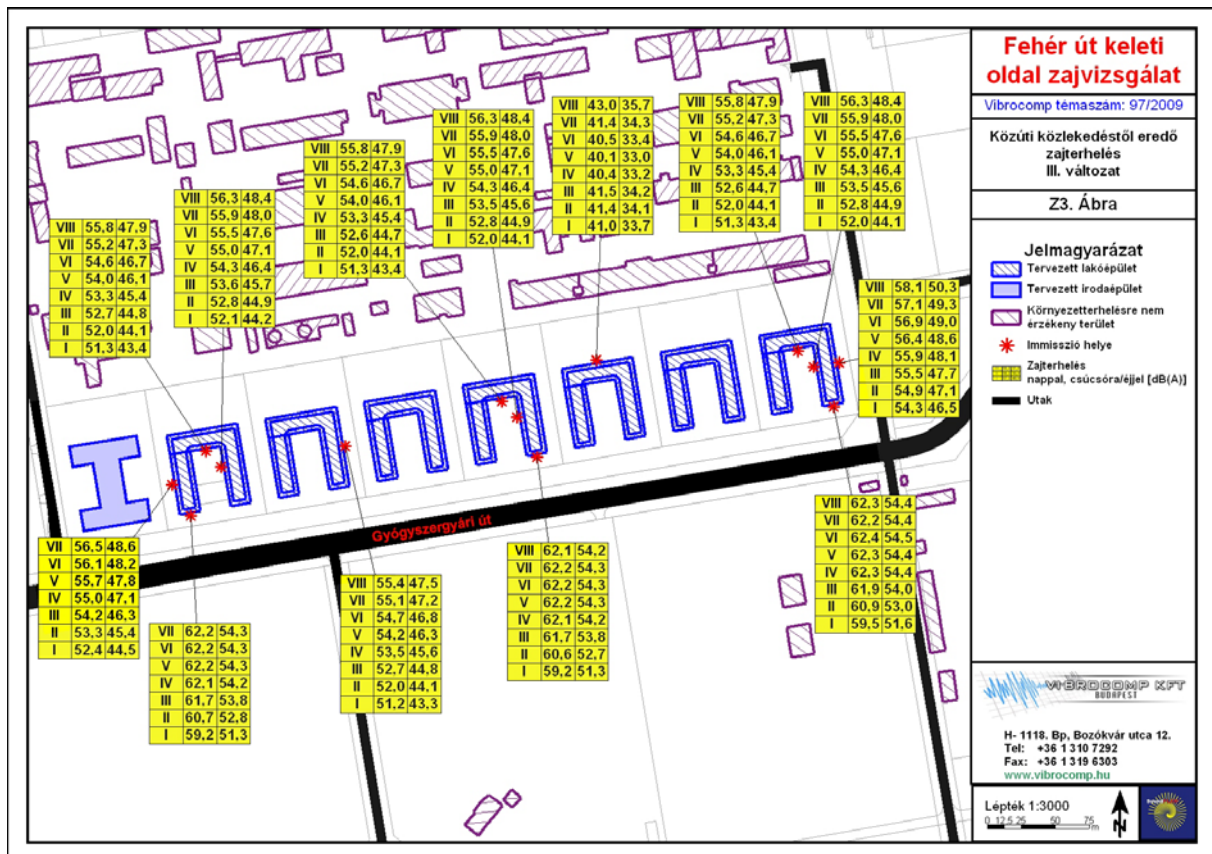 Fehér út keleti
oldal zajvizsgálat
Vibrocomp témaszám: 97/2009
Közúti közlekedéstől eredő
zajterhelés
III. változat
Z3. Ábra
Jelmagyarázat
Tervezett lakóépület
Tervezett irodaépület
Környezetterhelésre nem
érzékeny terület
Immisszió helye
Zajterhelés
nappal, csúcsóra/éjjel [dB(A)]
Utak
VIII 55,8 47,9
VII 55,2 47,3
VI 54,6 46,7
V 54,0 46,1
IV 53,3 45,4
III 52,7 44,8
II 52,0 44,1
I 51,3 43,4
VIII 56,3 48,4
VII 55,9 48,0
VI 55,5 47,6
V 55,0 47,1
IV 54,3 46,4
III 53,6 45,7
II 52,8 44,9
I 52,1 44,2
VIII 55,8 47,9
VII 55,2 47,3
VI 54,6 46,7
V 54,0 46,1
IV 53,3 45,4
III 52,6 44,7
II 52,0 44,1
I 51,3 43,4
VIII 56,3 48,4
VII 55,9 48,0
VI 55,5 47,6
V 55,0 47,1
IV 54,3 46,4
III 53,5 45,6
II 52,8 44,9
I 52,0 44,1
VIII 43,0 35,7
VII 41,4 34,3
VI 40,5 33,4
V 40,1 33,0
IV 40,4 33,2
III 41,5 34,2
II 41,4 34,1
I 41,0 33,7
VIII 55,8 47,9
VII 55,2 47,3
VI 54,6 46,7
V 54,0 46,1
IV 53,3 45,4
III 52,6 44,7
II 52,0 44,1
I 51,3 43,4
VIII 56,3 48,4
VII 55,9 48,0
VI 55,5 47,6
V 55,0 47,1
IV 54,3 46,4
III 53,5 45,6
II 52,8 44,9
I 52,0 44,1
VIII 58,1 50,3
VII 57,1 49,3
VI 56,9 49,0
V 56,4 48,6
IV 55,9 48,1
III 55,5 47,7
II 54,9 47,1
I 54,3 46,5
Gyógyszergyári út
VII 56,5 48,6
VI 56,1 48,2
V 55,7 47,8
IV 55,0 47,1
III 54,2 46,3
II 53,3 45,4
I 52,4 44,5
VII 62,2 54,3
VI 62,2 54,3
V 62,2 54,3
IV 62,1 54,2
III 61,7 53,8
II 60,7 52,8
I 59,2 51,3
VIII 55,4 47,5
VII 55,1 47,2
VI 54,7 46,8
V 54,2 46,3
IV 53,5 45,6
III 52,7 44,8
II 52,0 44,1
I 51,2 43,3
VIII 62,1 54,2
VII 62,2 54,3
VI 62,2 54,3
V 62,2 54,3
IV 62,1 54,2
III 61,7 53,8
II 60,6 52,7
I 59,2 51,3
VIII 62,3 54,4
VII 62,2 54,4
VI 62,4 54,5
V 62,3 54,4
IV 62,3 54,4
III 61,9 54,0
II 60,9 53,0
I 59,5 51,6
VIBROCOMP KFT
BUDAPEST
H- 1118. Bp, Bozókvár utca 12.
Tel: +36 1 310 7292
Fax: +36 1 319 6303
www.vibrocomp.hu
Lépték 1:3000
0 12,5 25 50 75
m
N